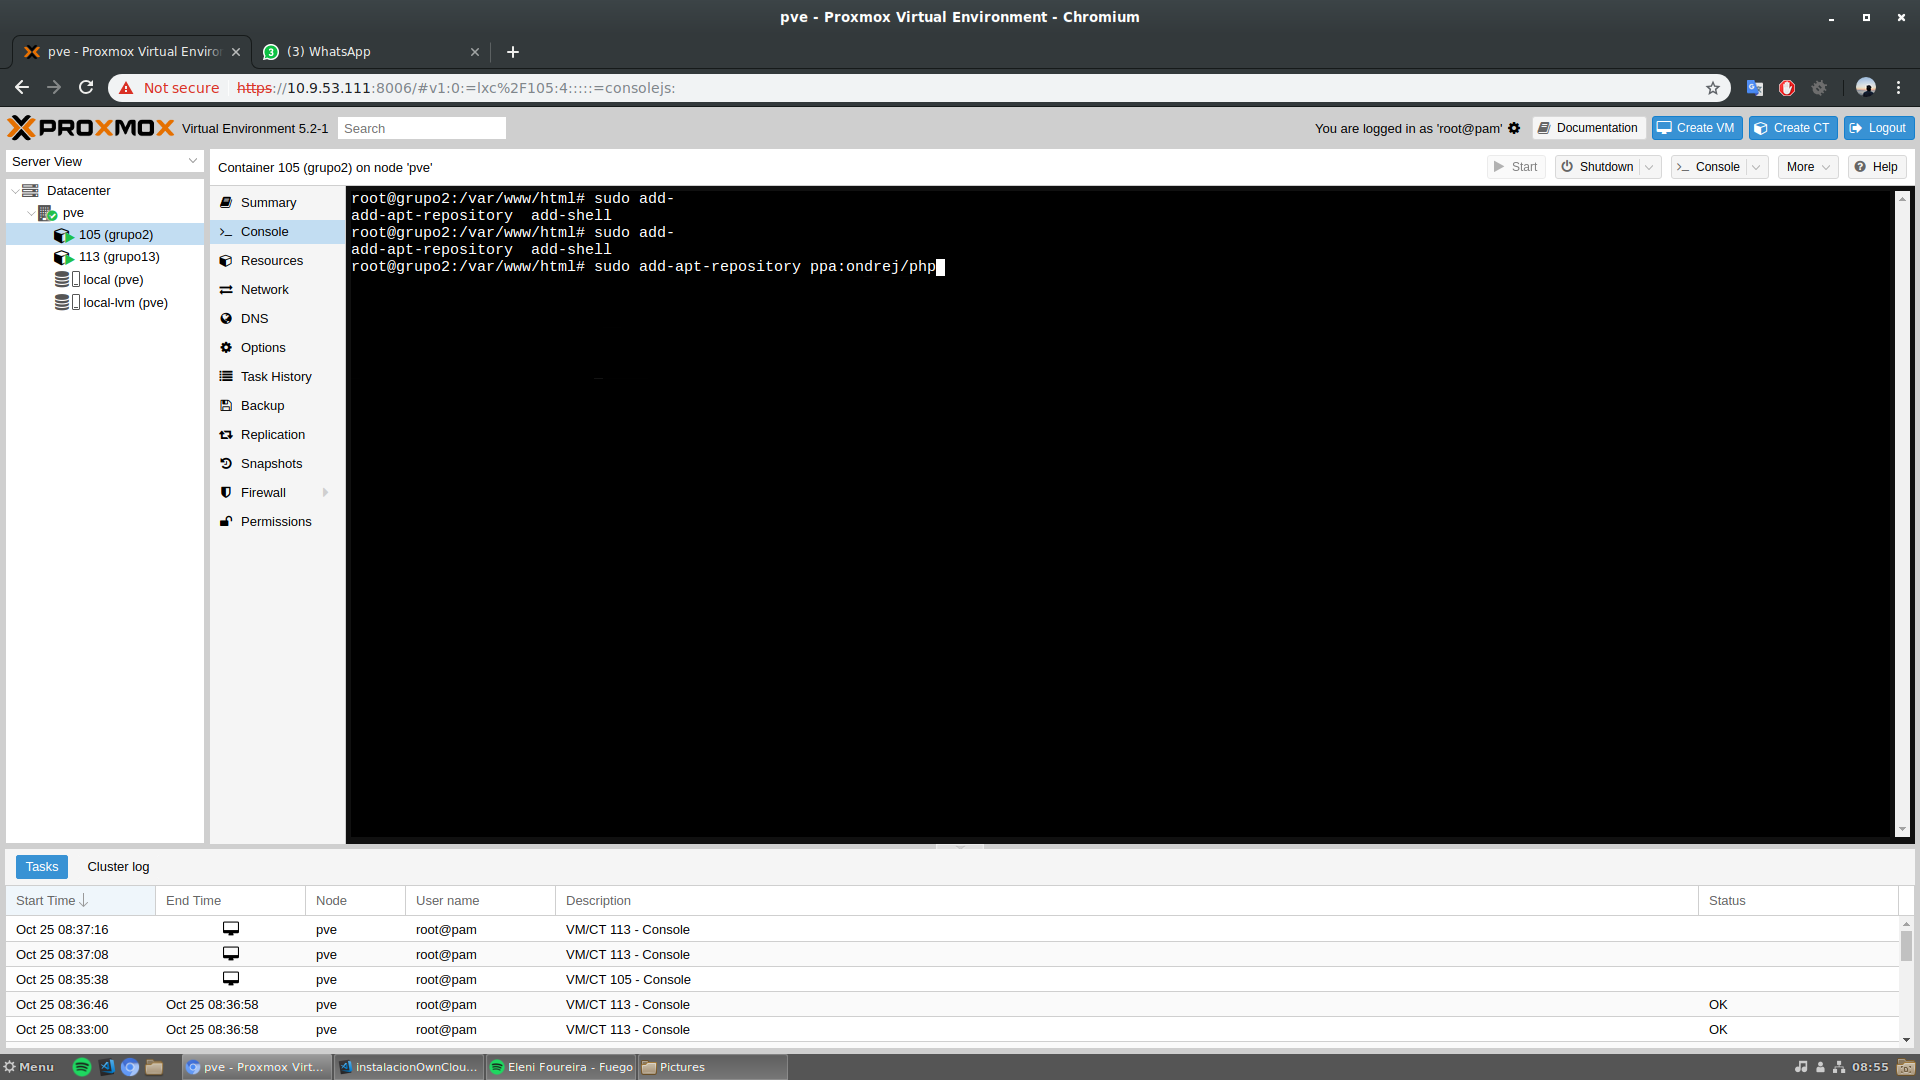 pve - Proxmox Virtual Environment - Chromium
pve - Proxmox Virtual Enviro
3 (3) WhatsApp
Not secure https://10.9.53.111:8006/#v1:0:=lxc%2F105:4:::::=consolejs:
PROXMOX Virtual Environment 5.2-1 Search You are logged in as 'root@pam' Documentation Create VM Create CT Logout
Server View
Container 105 (grupo2) on node 'pve' Start Shutdown Console More Help
Datacenter
pve
105 (grupo2)
113 (grupo13)
local (pve)
local-lvm (pve)
Summary
Console
Resources
Network
DNS
Options
Task History
Backup
Replication
Snapshots
Firewall
Permissions
root@grupo2:/var/www/html# sudo add-
add-apt-repository  add-shell
root@grupo2:/var/www/html# sudo add-
add-apt-repository  add-shell
root@grupo2:/var/www/html# sudo add-apt-repository ppa:ondrej/php
Tasks Cluster log
Start Time End Time Node User name Description Status
Oct 25 08:37:16 pve root@pam VM/CT 113 - Console
Oct 25 08:37:08 pve root@pam VM/CT 113 - Console
Oct 25 08:35:38 pve root@pam VM/CT 105 - Console
Oct 25 08:36:46 Oct 25 08:36:58 pve root@pam VM/CT 113 - Console OK
Oct 25 08:33:00 Oct 25 08:36:58 pve root@pam VM/CT 113 - Console OK
Menu pve - Proxmox Virt... instalacionOwnClou... Eleni Foureira - Fuego Pictures 08:55